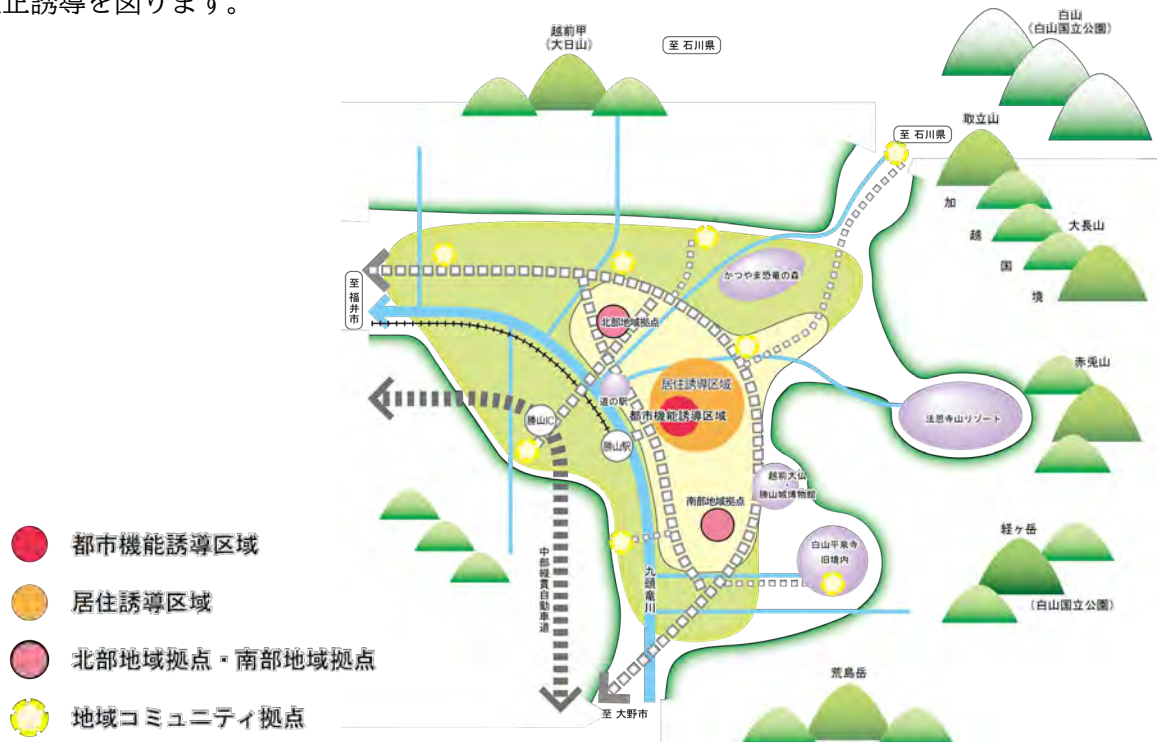 正誘導を図ります。
白山
(白山国立公園)
越前甲
(大日山)
至 石川県
取立山
至 石川県
加
越
国
境
大長山
かつやま恐竜の森
至 福井市
北部地域拠点
赤兎山
居住誘導区域
道の駅
都市機能誘導区域
法恩寺山リゾート
勝山IC
勝山駅
越前大仏
・
勝山城博物館
南部地域拠点
経ヶ岳
白山平泉寺
旧境内
都市機能誘導区域
中部縦貫自動車道
九頭竜川
居住誘導区域
(白山国立公園)
北部地域拠点・南部地域拠点
荒島岳
地域コミュニティ拠点
至 大野市